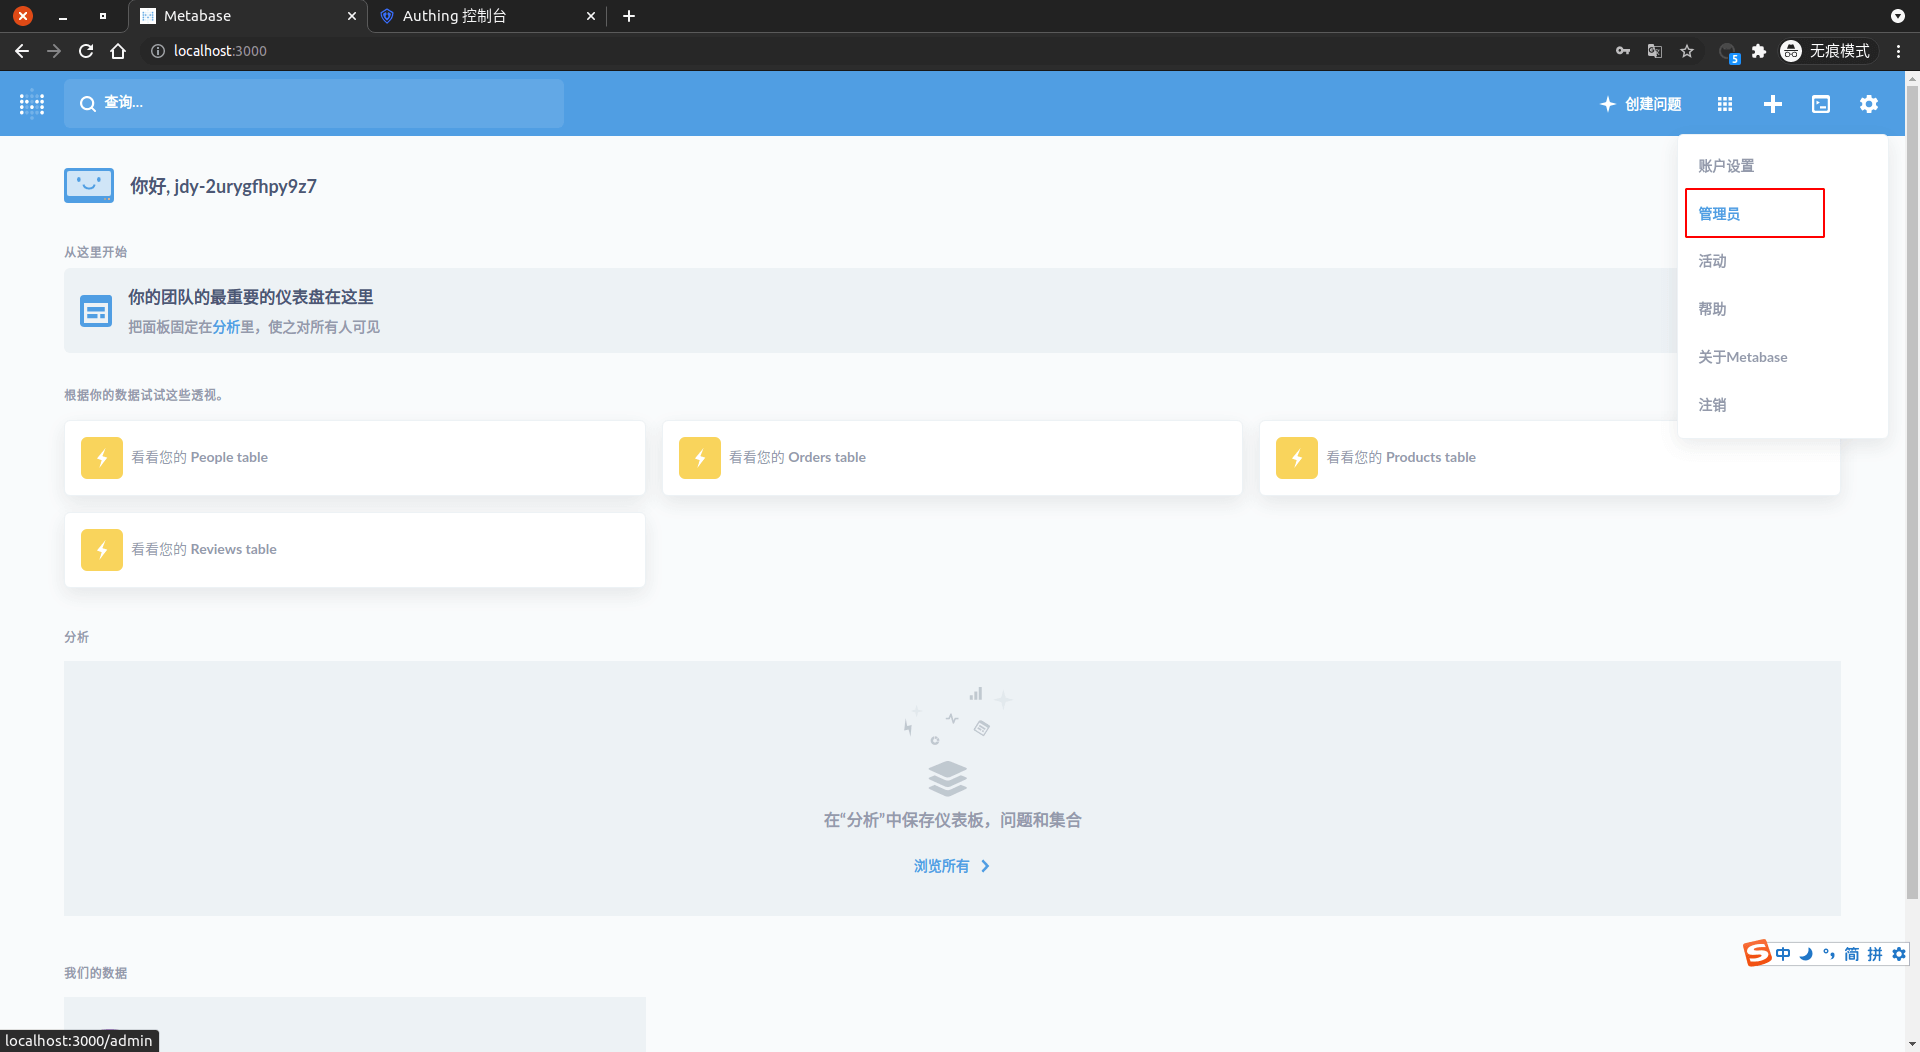 Metabase
Authing 控制台
localhost:3000
5
无痕模式
查询...
创建问题
账户设置
管理员
活动
帮助
关于Metabase
注销
你好, jdy-2urygfhpy9z7
从这里开始
你的团队的最重要的仪表盘在这里
把面板固定在分析里，使之对所有人可见
根据你的数据试试这些透视。
看看您的 People table
看看您的 Orders table
看看您的 Products table
看看您的 Reviews table
分析
在“分析”中保存仪表板，问题和集合
浏览所有
我们的数据
S 中 简 拼
localhost:3000/admin